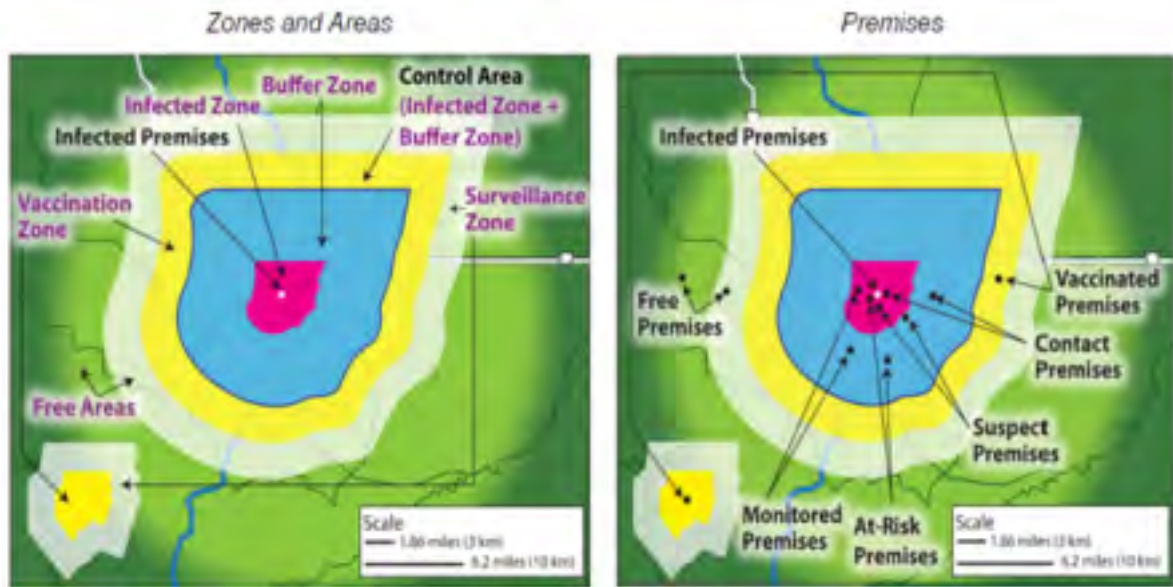 Zones and Areas
Buffer Zone
Control Area
Infected Zone
(Infected Zone +
Infected Premises
Buffer Zone)
Vaccination
Zone
Surveillance
Zone
Free Areas
Scale
1.86 miles (3 km)
6.2 miles (10 km)
Premises
Infected Premises
Free
Premises
Vaccinated
Premises
Contact
Premises
Suspect
Premises
Monitored
Premises
At-Risk
Premises
Scale
1.86 miles (3 km)
6.2 miles (10 km)